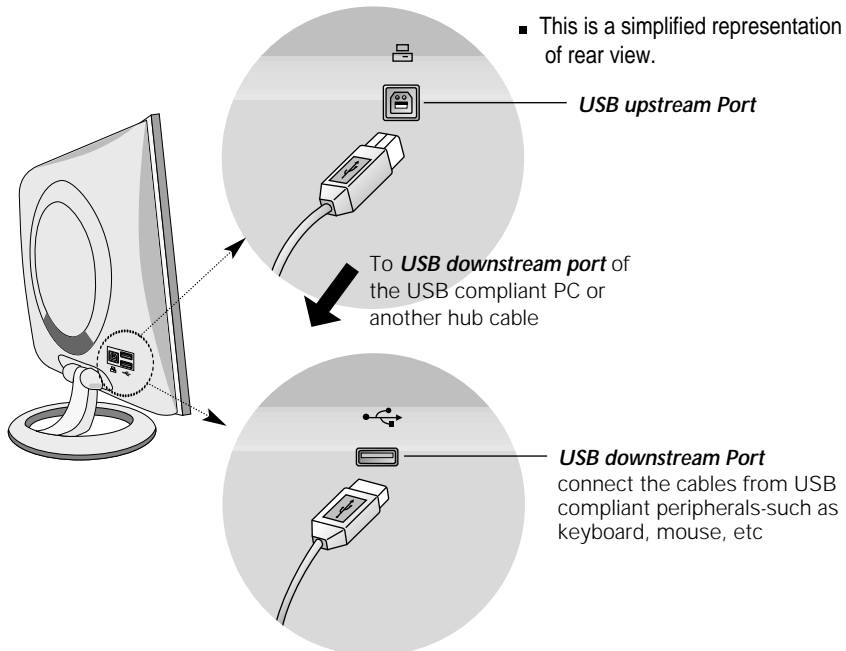 ■ This is a simplified representation
of rear view.
USB upstream Port
To USB downstream port of
the USB compliant PC or
another hub cable
USB downstream Port
connect the cables from USB
compliant peripherals-such as
keyboard, mouse, etc